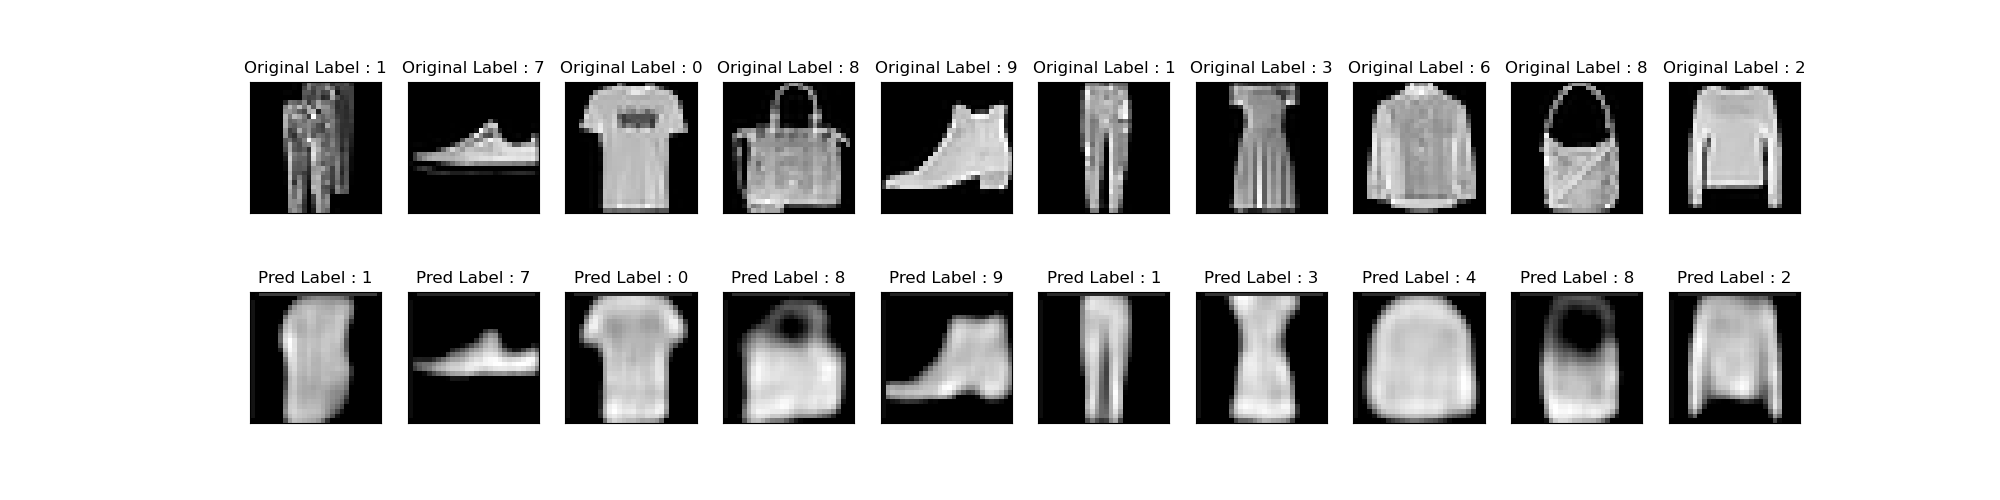 Original Label : 1 Original Label : 7 Original Label : 0 Original Label : 8 Original Label : 9 Original Label : 1 Original Label : 3 Original Label : 6 Original Label : 8 Original Label : 2
Pred Label : 1 Pred Label : 7 Pred Label : 0 Pred Label : 8 Pred Label : 9 Pred Label : 1 Pred Label : 3 Pred Label : 4 Pred Label : 8 Pred Label : 2